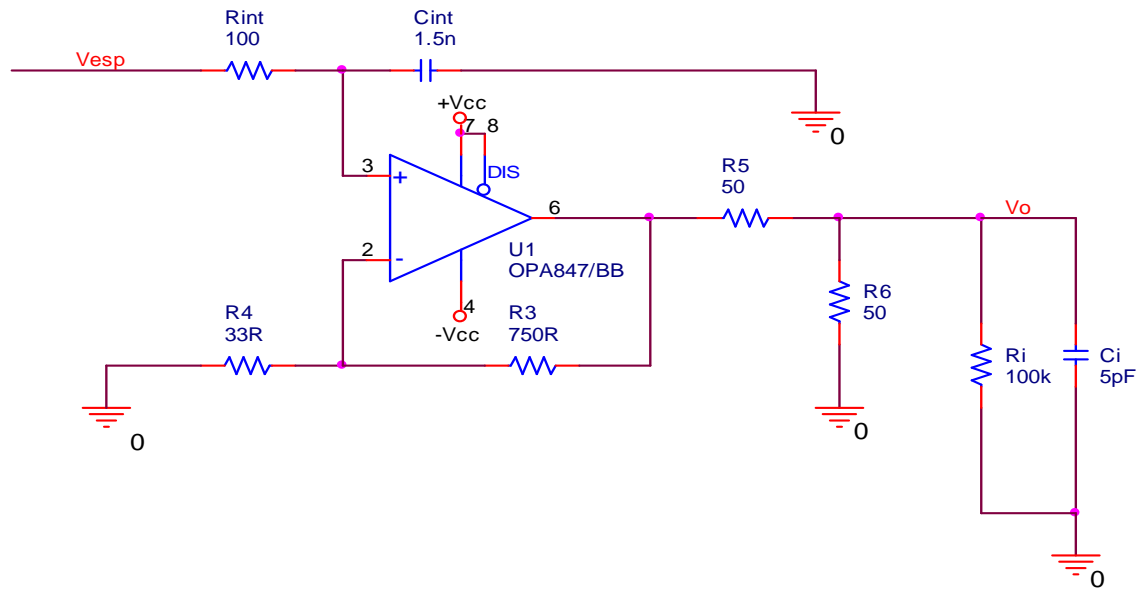 Rint
100
Cint
1.5n
Vesp
+Vcc
0
7
8
3
+
DIS
R5
50
6
Vo
2
-
U1
OPA847/BB
R6
50
4
-Vcc
R4
33R
R3
750R
Ri
100k
Ci
5pF
0
0
0